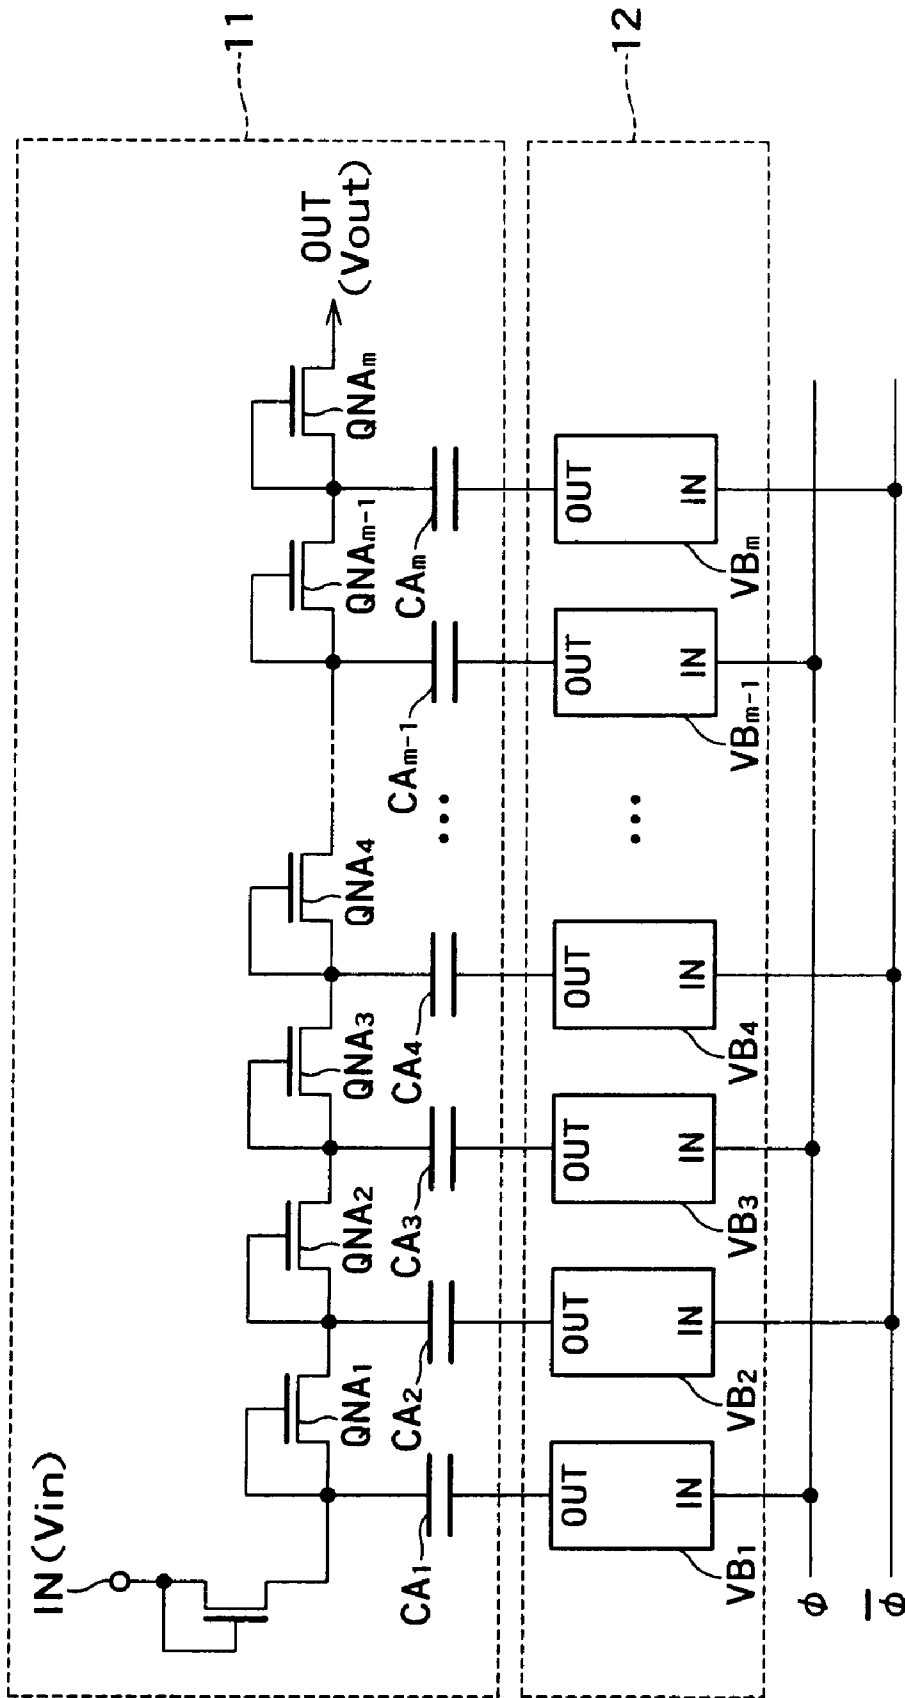 11
12
IN(Vin)
OUT
(Vout)
QNA1
QNA2
QNA3
QNA4
QNAm-1
QNAm
CA1
CA2
CA3
CA4
...
CAm-1
CAm
OUT
OUT
OUT
OUT
...
OUT
OUT
IN
IN
IN
IN
IN
IN
VB1
VB2
VB3
VB4
VBm-1
VBm
ϕ
ϕ̅